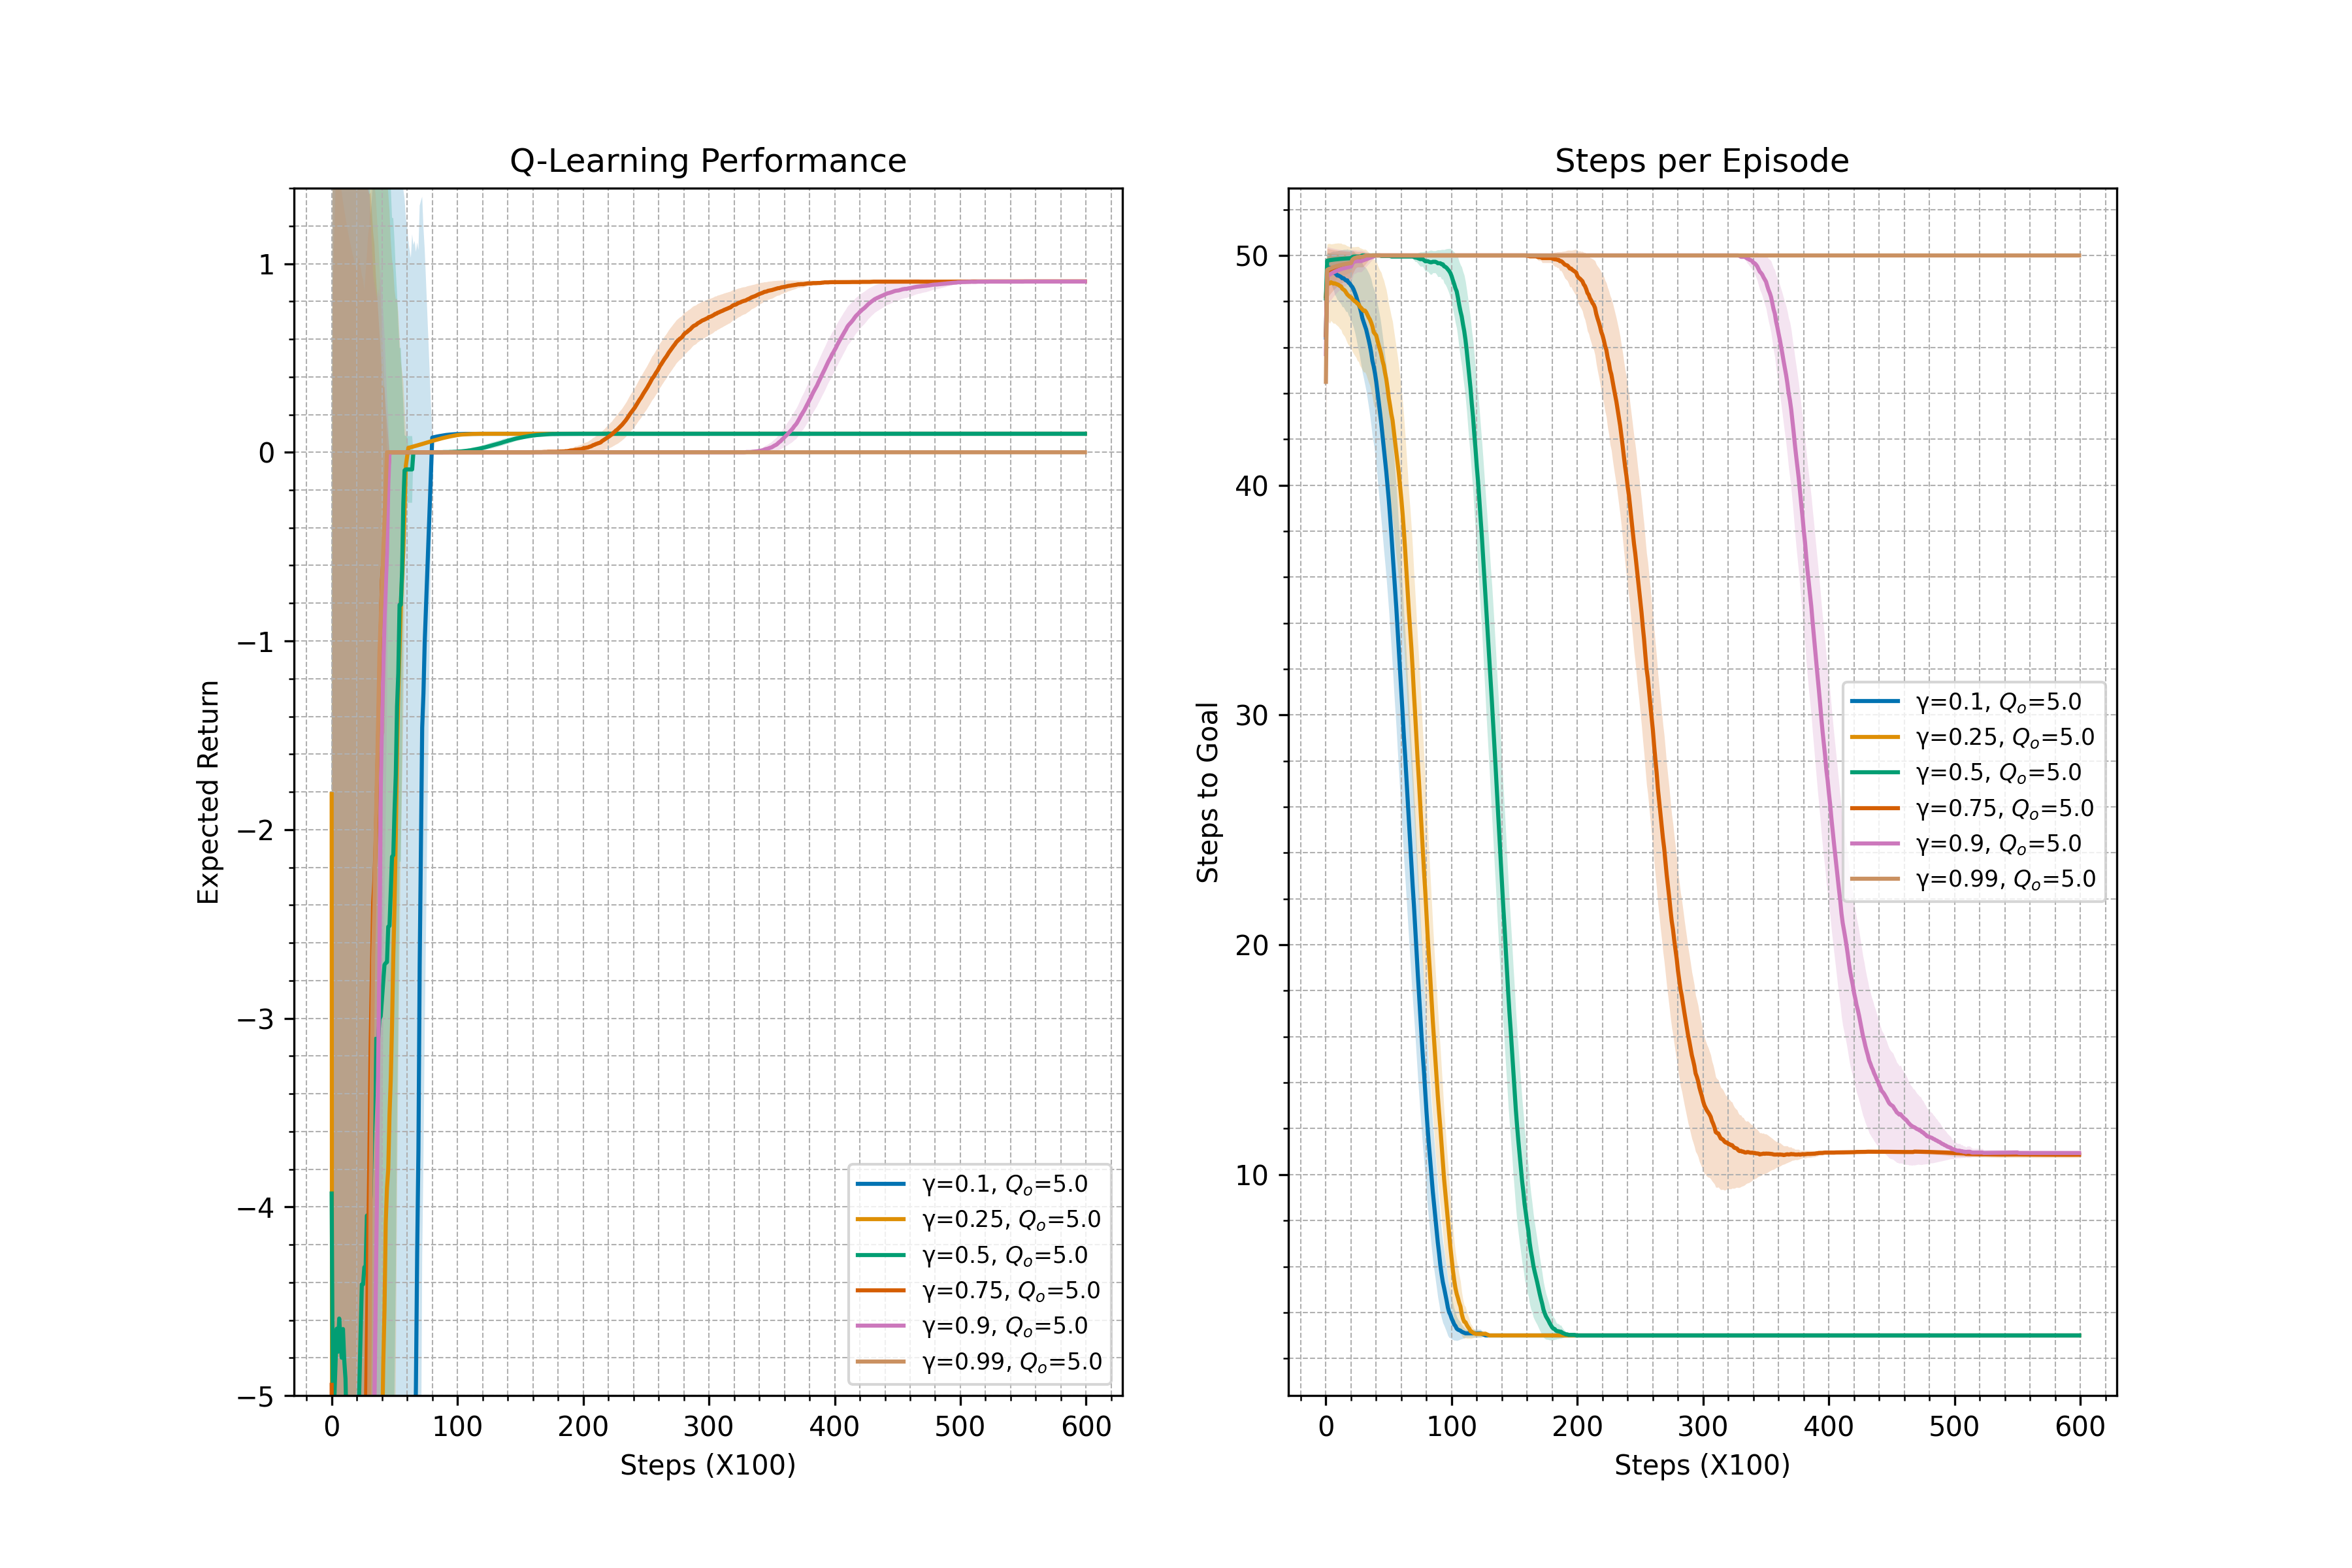 Q-Learning Performance
Expected Return
1
0
−1
−2
−3
−4
−5
0 100 200 300 400 500 600
Steps (X100)
γ=0.1, Qₒ=5.0
γ=0.25, Qₒ=5.0
γ=0.5, Qₒ=5.0
γ=0.75, Qₒ=5.0
γ=0.9, Qₒ=5.0
γ=0.99, Qₒ=5.0
Steps per Episode
Steps to Goal
50
40
30
20
10
0 100 200 300 400 500 600
Steps (X100)
γ=0.1, Qₒ=5.0
γ=0.25, Qₒ=5.0
γ=0.5, Qₒ=5.0
γ=0.75, Qₒ=5.0
γ=0.9, Qₒ=5.0
γ=0.99, Qₒ=5.0